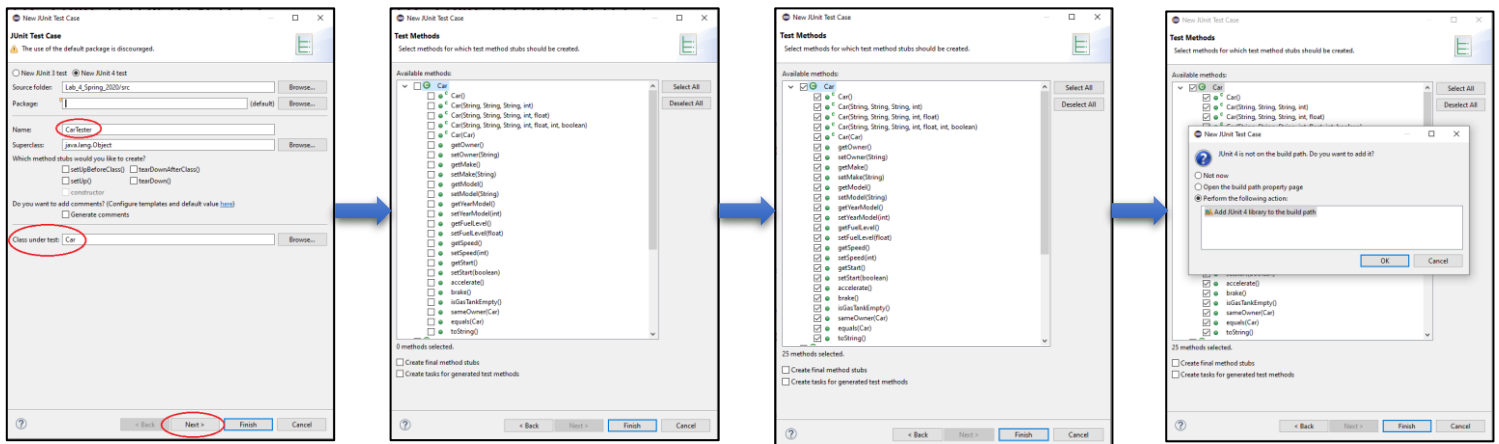 New JUnit Test Case
JUnit Test Case
The use of the default package is discouraged.
New JUnit 3 test New JUnit 4 test
Source folder: Lab_4_Spring_2020/src Browse...
Package: (default) Browse...
Name: CarTester
Superclass: java.lang.Object Browse...
Which method stubs would you like to create?
setUpBeforeClass() tearDownAfterClass()
setUp() tearDown()
constructor
Do you want to add comments? (Configure templates and default value here)
Generate comments
Class under test: Car Browse...
< Back Next > Finish Cancel
New JUnit Test Case
Test Methods
Select methods for which test method stubs should be created.
Available methods:
Car
Car()
Car(String, String, String, int)
Car(String, String, String, int, float)
Car(String, String, String, int, float, int, boolean)
Car(Car)
getOwner()
setOwner(String)
getMake()
setMake(String)
getModel()
setModel(String)
getYearModel()
setYearModel(int)
getFuelLevel()
setFuelLevel(float)
getSpeed()
setSpeed(int)
getStart()
setStart(boolean)
accelerate()
brake()
isGasTankEmpty()
sameOwner(Car)
equals(Car)
toString()
Select All
Deselect All
0 methods selected.
Create final method stubs
Create tasks for generated test methods
< Back Next > Finish Cancel
New JUnit Test Case
Test Methods
Select methods for which test method stubs should be created.
Available methods:
Car
Car()
Car(String, String, String, int)
Car(String, String, String, int, float)
Car(String, String, String, int, float, int, boolean)
Car(Car)
getOwner()
setOwner(String)
getMake()
setMake(String)
getModel()
setModel(String)
getYearModel()
setYearModel(int)
getFuelLevel()
setFuelLevel(float)
getSpeed()
setSpeed(int)
getStart()
setStart(boolean)
accelerate()
brake()
isGasTankEmpty()
sameOwner(Car)
equals(Car)
toString()
Select All
Deselect All
25 methods selected.
Create final method stubs
Create tasks for generated test methods
< Back Next > Finish Cancel
New JUnit Test Case
Test Methods
Select methods for which test method stubs should be created.
Available methods:
Car
Car()
Car(String, String, String, int)
Car(String, String, String, int, float)
Select All
Deselect All
New JUnit Test Case
JUnit 4 is not on the build path. Do you want to add it?
Not now
Open the build path property page
Perform the following action:
Add JUnit 4 library to the build path
OK Cancel
accelerate()
brake()
isGasTankEmpty()
sameOwner(Car)
equals(Car)
toString()
25 methods selected.
Create final method stubs
Create tasks for generated test methods
< Back Next > Finish Cancel